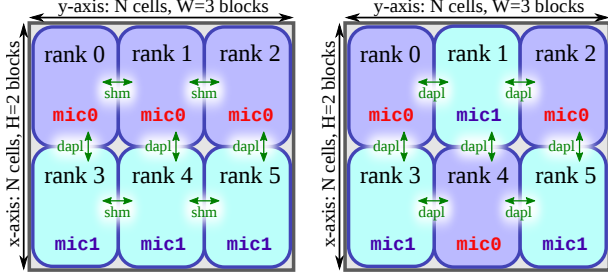 y-axis: N cells, W=3 blocks
x-axis: N cells, H=2 blocks
rank 0 rank 1 rank 2
shm shm
mic0 mic0 mic0
dapl dapl dapl
rank 3 rank 4 rank 5
shm shm
mic1 mic1 mic1
y-axis: N cells, W=3 blocks
x-axis: N cells, H=2 blocks
rank 0 rank 1 rank 2
dapl dapl
mic0 mic1 mic0
dapl dapl dapl
rank 3 rank 4 rank 5
dapl dapl
mic1 mic0 mic1